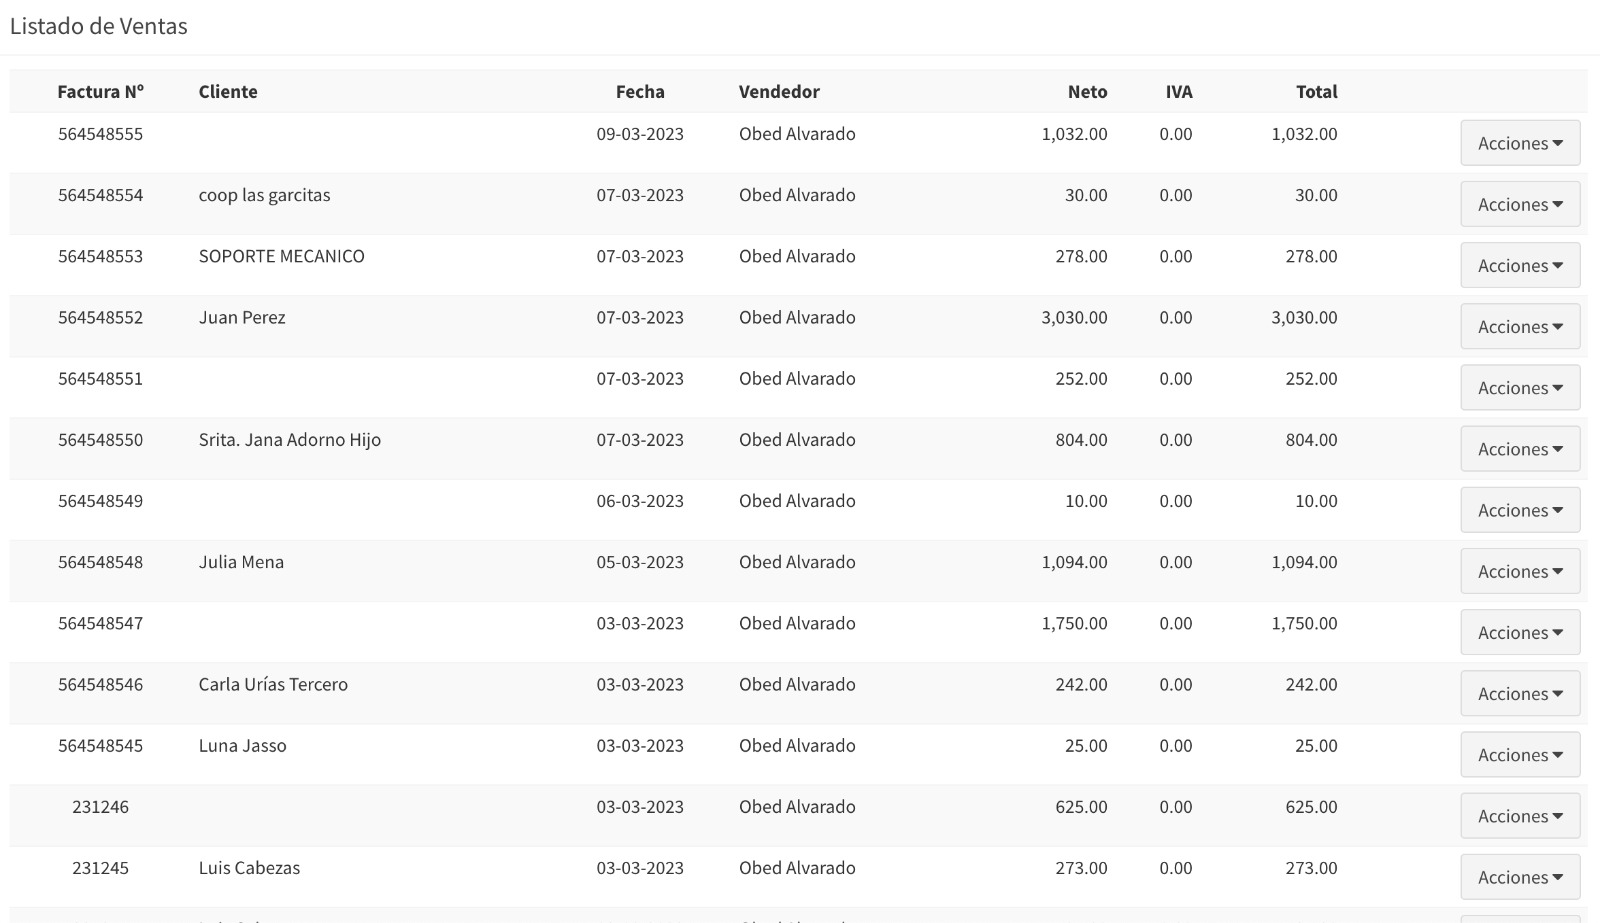 Listado de Ventas
Factura Nº Cliente Fecha Vendedor Neto IVA Total
564548555 09-03-2023 Obed Alvarado 1,032.00 0.00 1,032.00 Acciones
564548554 coop las garcitas 07-03-2023 Obed Alvarado 30.00 0.00 30.00 Acciones
564548553 SOPORTE MECANICO 07-03-2023 Obed Alvarado 278.00 0.00 278.00 Acciones
564548552 Juan Perez 07-03-2023 Obed Alvarado 3,030.00 0.00 3,030.00 Acciones
564548551 07-03-2023 Obed Alvarado 252.00 0.00 252.00 Acciones
564548550 Srita. Jana Adorno Hijo 07-03-2023 Obed Alvarado 804.00 0.00 804.00 Acciones
564548549 06-03-2023 Obed Alvarado 10.00 0.00 10.00 Acciones
564548548 Julia Mena 05-03-2023 Obed Alvarado 1,094.00 0.00 1,094.00 Acciones
564548547 03-03-2023 Obed Alvarado 1,750.00 0.00 1,750.00 Acciones
564548546 Carla Urías Tercero 03-03-2023 Obed Alvarado 242.00 0.00 242.00 Acciones
564548545 Luna Jasso 03-03-2023 Obed Alvarado 25.00 0.00 25.00 Acciones
231246 03-03-2023 Obed Alvarado 625.00 0.00 625.00 Acciones
231245 Luis Cabezas 03-03-2023 Obed Alvarado 273.00 0.00 273.00 Acciones